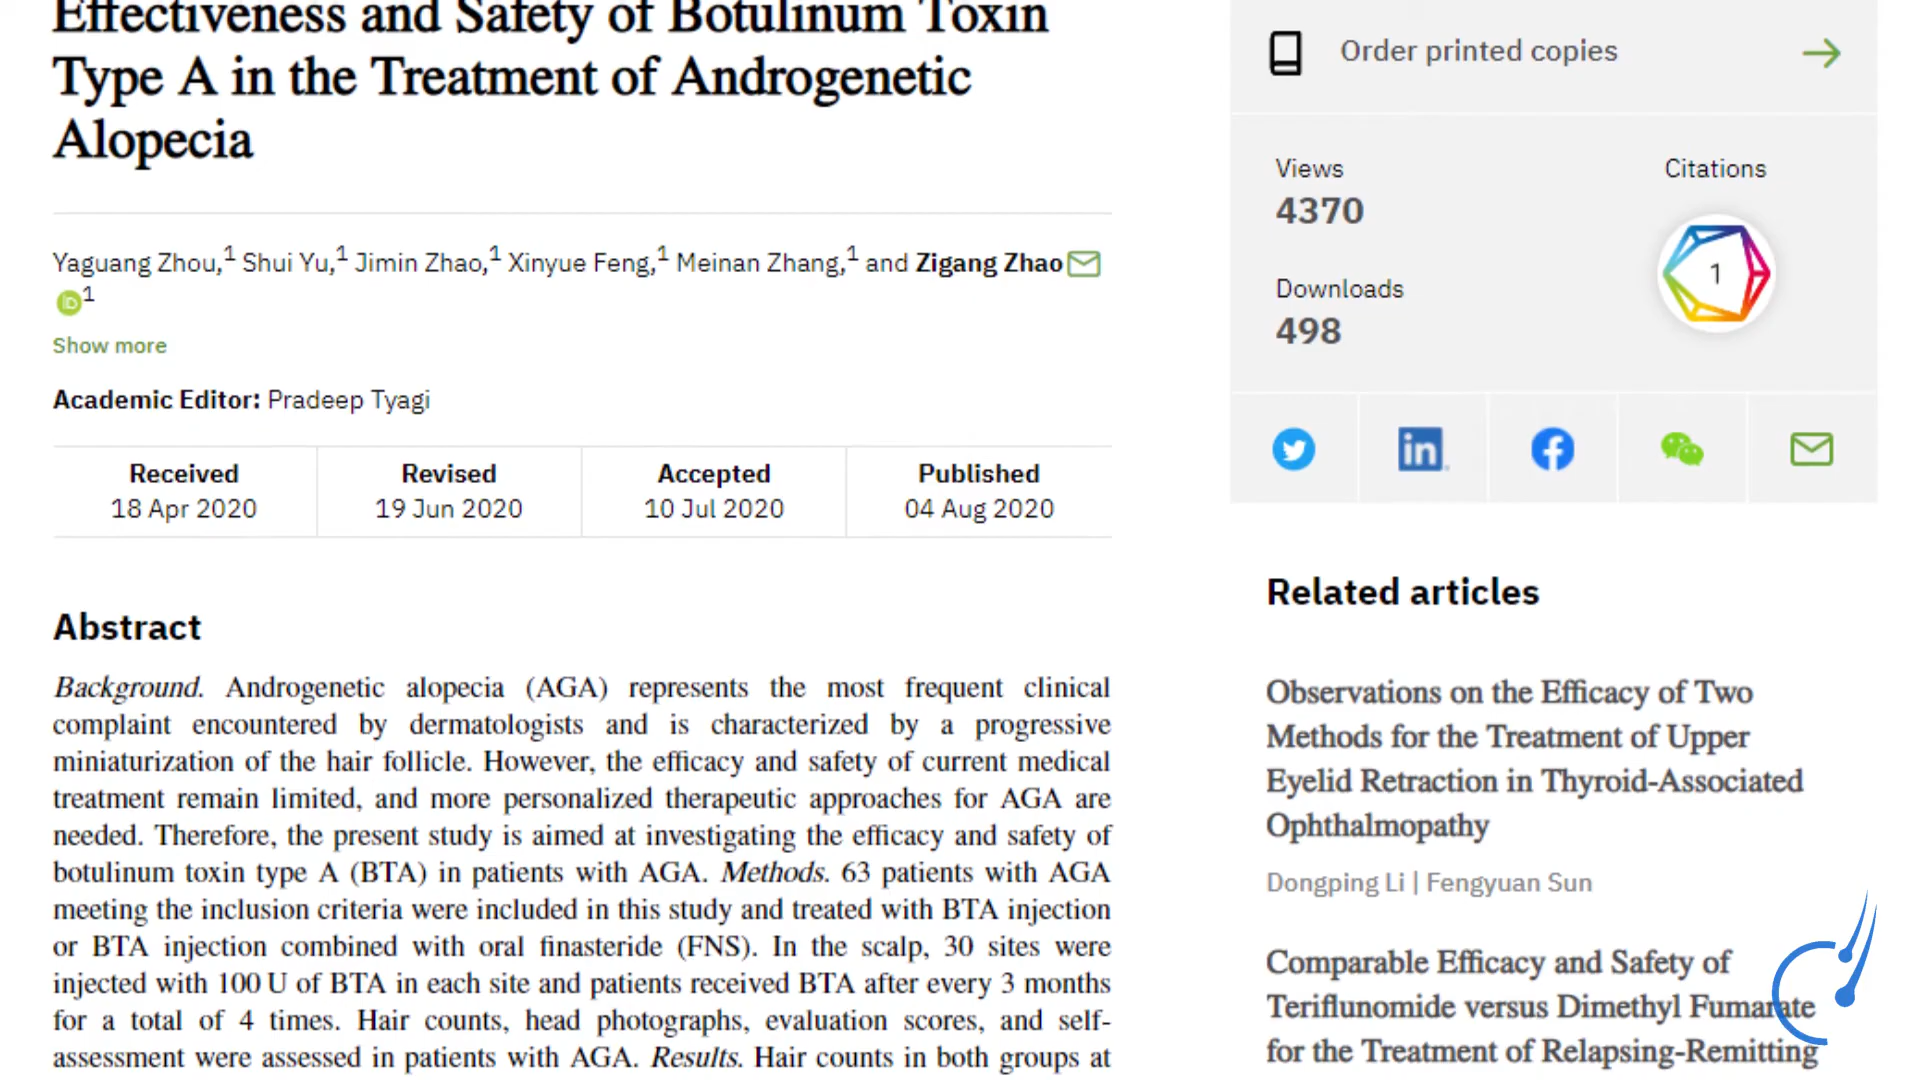 Effectiveness and Safety of Botulinum Toxin
Type A in the Treatment of Androgenetic
Alopecia
Yaguang Zhou,1 Shui Yu,1 Jimin Zhao,1 Xinyue Feng,1 Meinan Zhang,1 and Zigang Zhao
iD1
Show more
Academic Editor: Pradeep Tyagi
Received Revised Accepted Published
18 Apr 2020 19 Jun 2020 10 Jul 2020 04 Aug 2020
Abstract
Background. Androgenetic alopecia (AGA) represents the most frequent clinical
complaint encountered by dermatologists and is characterized by a progressive
miniaturization of the hair follicle. However, the efficacy and safety of current medical
treatment remain limited, and more personalized therapeutic approaches for AGA are
needed. Therefore, the present study is aimed at investigating the efficacy and safety of
botulinum toxin type A (BTA) in patients with AGA. Methods. 63 patients with AGA
meeting the inclusion criteria were included in this study and treated with BTA injection
or BTA injection combined with oral finasteride (FNS). In the scalp, 30 sites were
injected with 100 U of BTA in each site and patients received BTA after every 3 months
for a total of 4 times. Hair counts, head photographs, evaluation scores, and self-
assessment were assessed in patients with AGA. Results. Hair counts in both groups at
Order printed copies
Views
4370
Citations
1
Downloads
498
in
Related articles
Observations on the Efficacy of Two
Methods for the Treatment of Upper
Eyelid Retraction in Thyroid-Associated
Ophthalmopathy
Dongping Li | Fengyuan Sun
Comparable Efficacy and Safety of
Teriflunomide versus Dimethyl Fumarate
for the Treatment of Relapsing-Remitting